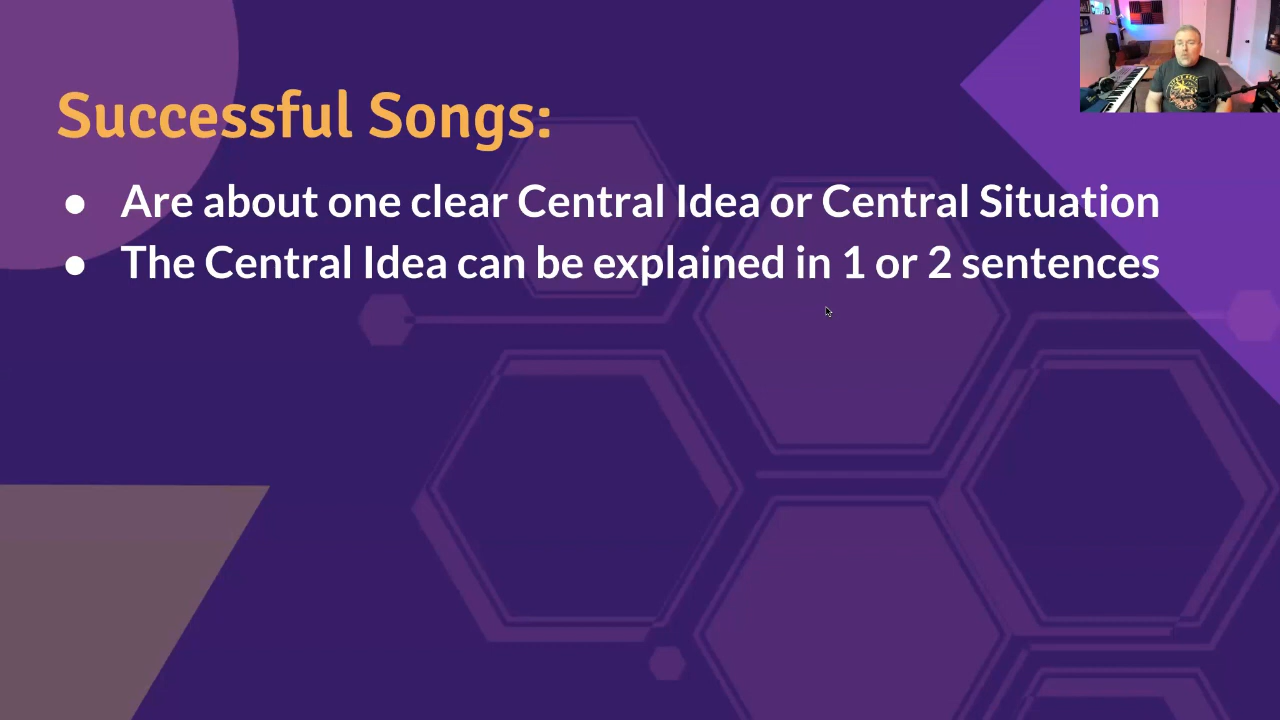 Successful Songs:
● Are about one clear Central Idea or Central Situation
● The Central Idea can be explained in 1 or 2 sentences